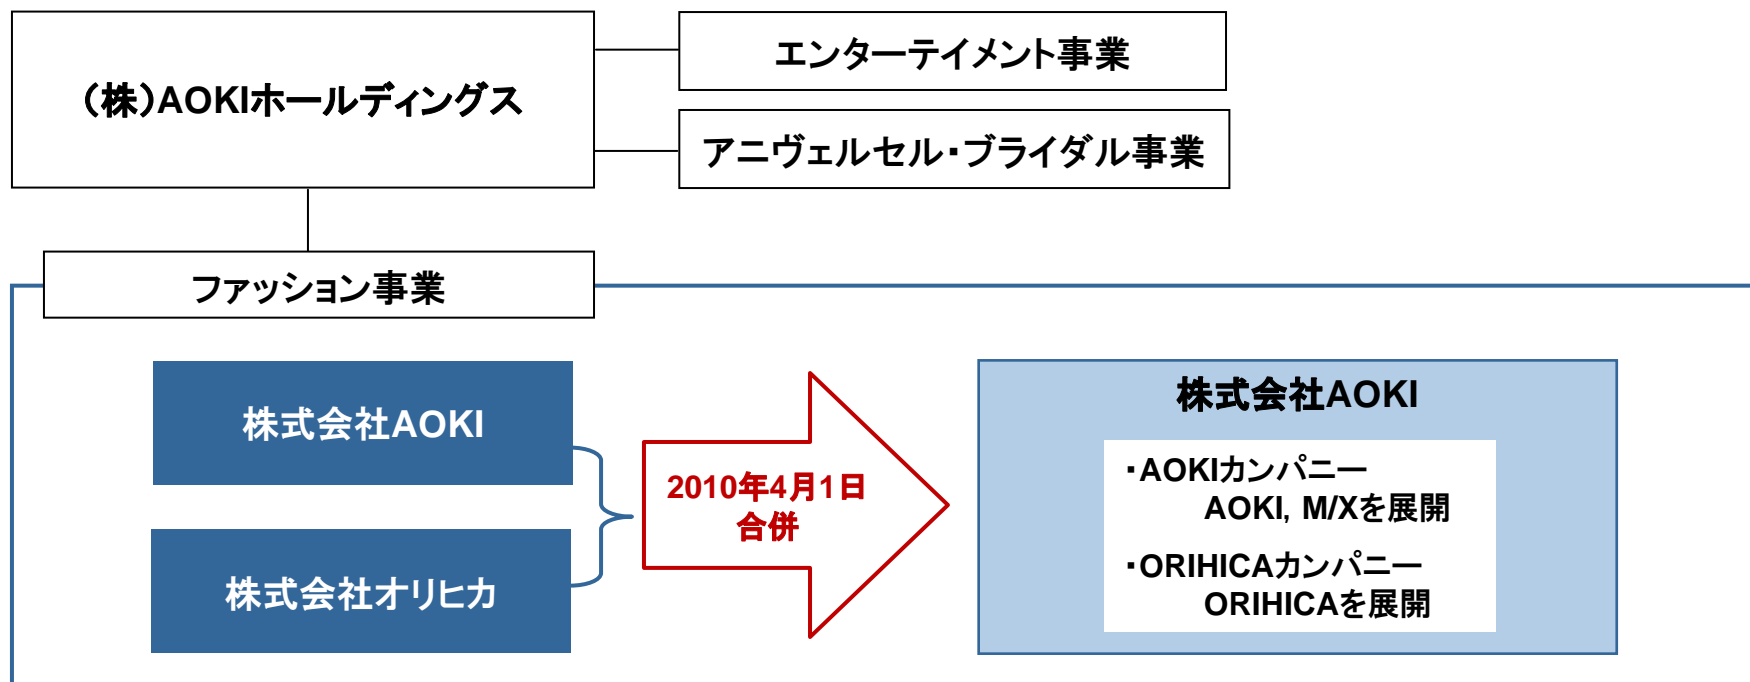 （株）AOKIホールディングス
エンターテイメント事業
アニヴェルセル・ブライダル事業
ファッション事業
株式会社AOKI
株式会社オリヒカ
2010年4月1日
合併
株式会社AOKI
・AOKIカンパニー
AOKI, M/Xを展開
・ORIHICAカンパニー
ORIHICAを展開